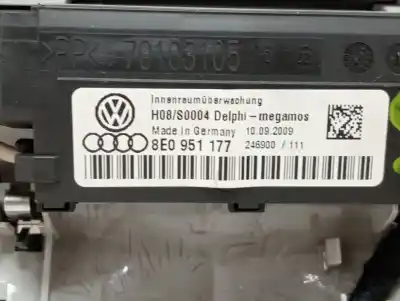 >PP< 70103105
Innenraumüberwachung
H08/S0004 Delphi-megamos
Made in Germany 10.09.2009
8E0 951 177 246900 / 111